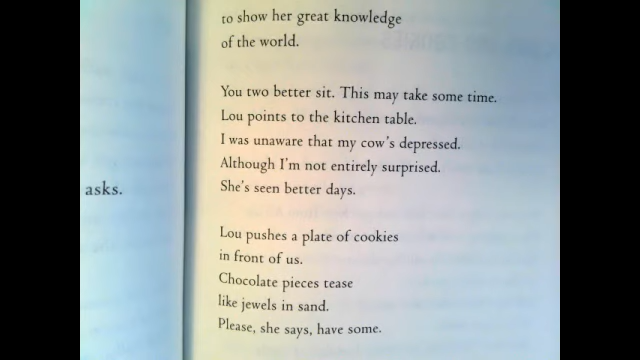 asks.
to show her great knowledge
of the world.
You two better sit. This may take some time.
Lou points to the kitchen table.
I was unaware that my cow's depressed.
Although I'm not entirely surprised.
She's seen better days.
Lou pushes a plate of cookies
in front of us.
Chocolate pieces tease
like jewels in sand.
Please, she says, have some.